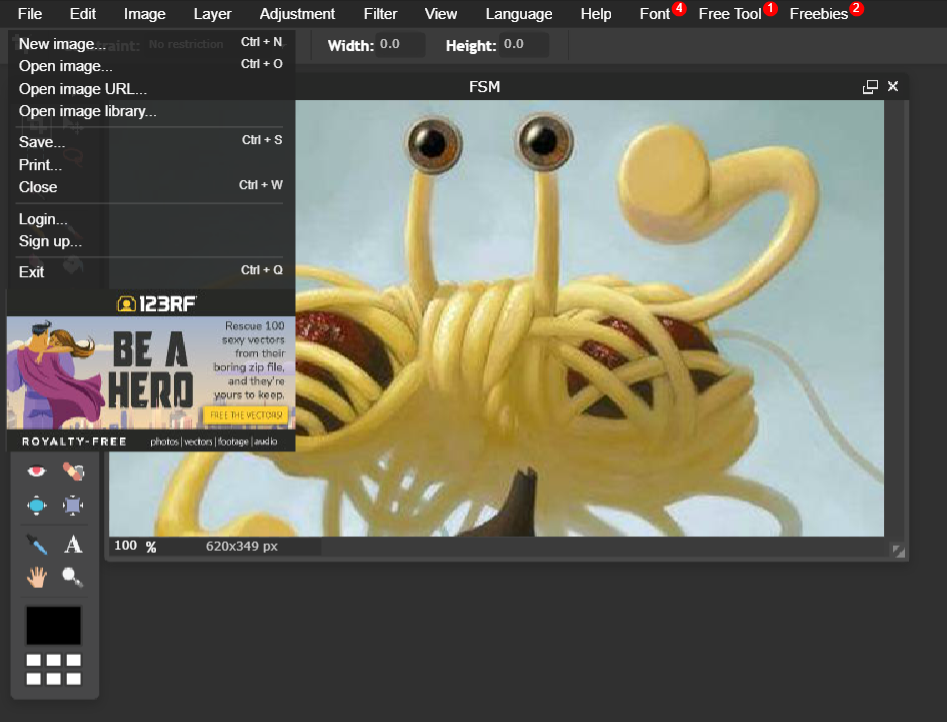 File Edit Image Layer Adjustment Filter View Language Help Font 4 Free Tool 1 Freebies 2
New image... Ctrl + N
raint: No restriction Width: 0.0 Height: 0.0
Open image... Ctrl + O
Open image URL...
FSM
Open image library...
Save... Ctrl + S
Print...
Close Ctrl + W
Login...
Sign up...
Exit Ctrl + Q
123RF
BE A
HERO
Rescue 100
sexy vectors
from their
boring zip file,
and they're
yours to keep.
FREE THE VECTORS!
ROYALTY-FREE photos | vectors | footage | audio
A
100 % 620x349 px